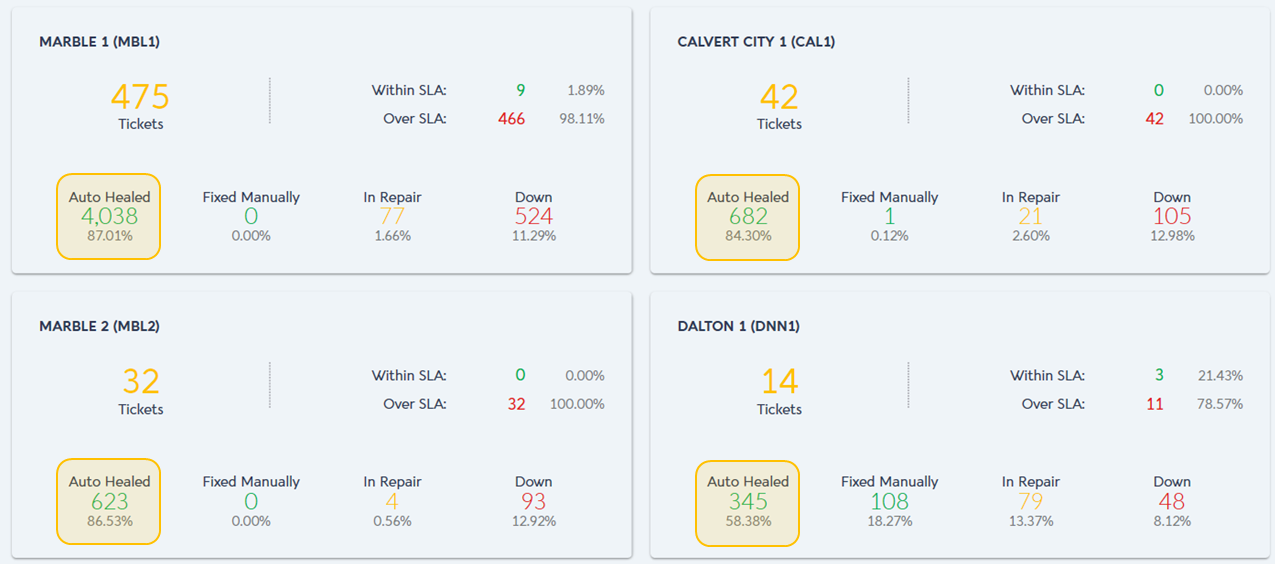 MARBLE 1 (MBL1)
475
Tickets
Within SLA: 9 1.89%
Over SLA: 466 98.11%
Auto Healed Fixed Manually In Repair Down
4,038 0 77 524
87.01% 0.00% 1.66% 11.29%
CALVERT CITY 1 (CAL1)
42
Tickets
Within SLA: 0 0.00%
Over SLA: 42 100.00%
Auto Healed Fixed Manually In Repair Down
682 1 21 105
84.30% 0.12% 2.60% 12.98%
MARBLE 2 (MBL2)
32
Tickets
Within SLA: 0 0.00%
Over SLA: 32 100.00%
Auto Healed Fixed Manually In Repair Down
623 0 4 93
86.53% 0.00% 0.56% 12.92%
DALTON 1 (DNN1)
14
Tickets
Within SLA: 3 21.43%
Over SLA: 11 78.57%
Auto Healed Fixed Manually In Repair Down
345 108 79 48
58.38% 18.27% 13.37% 8.12%